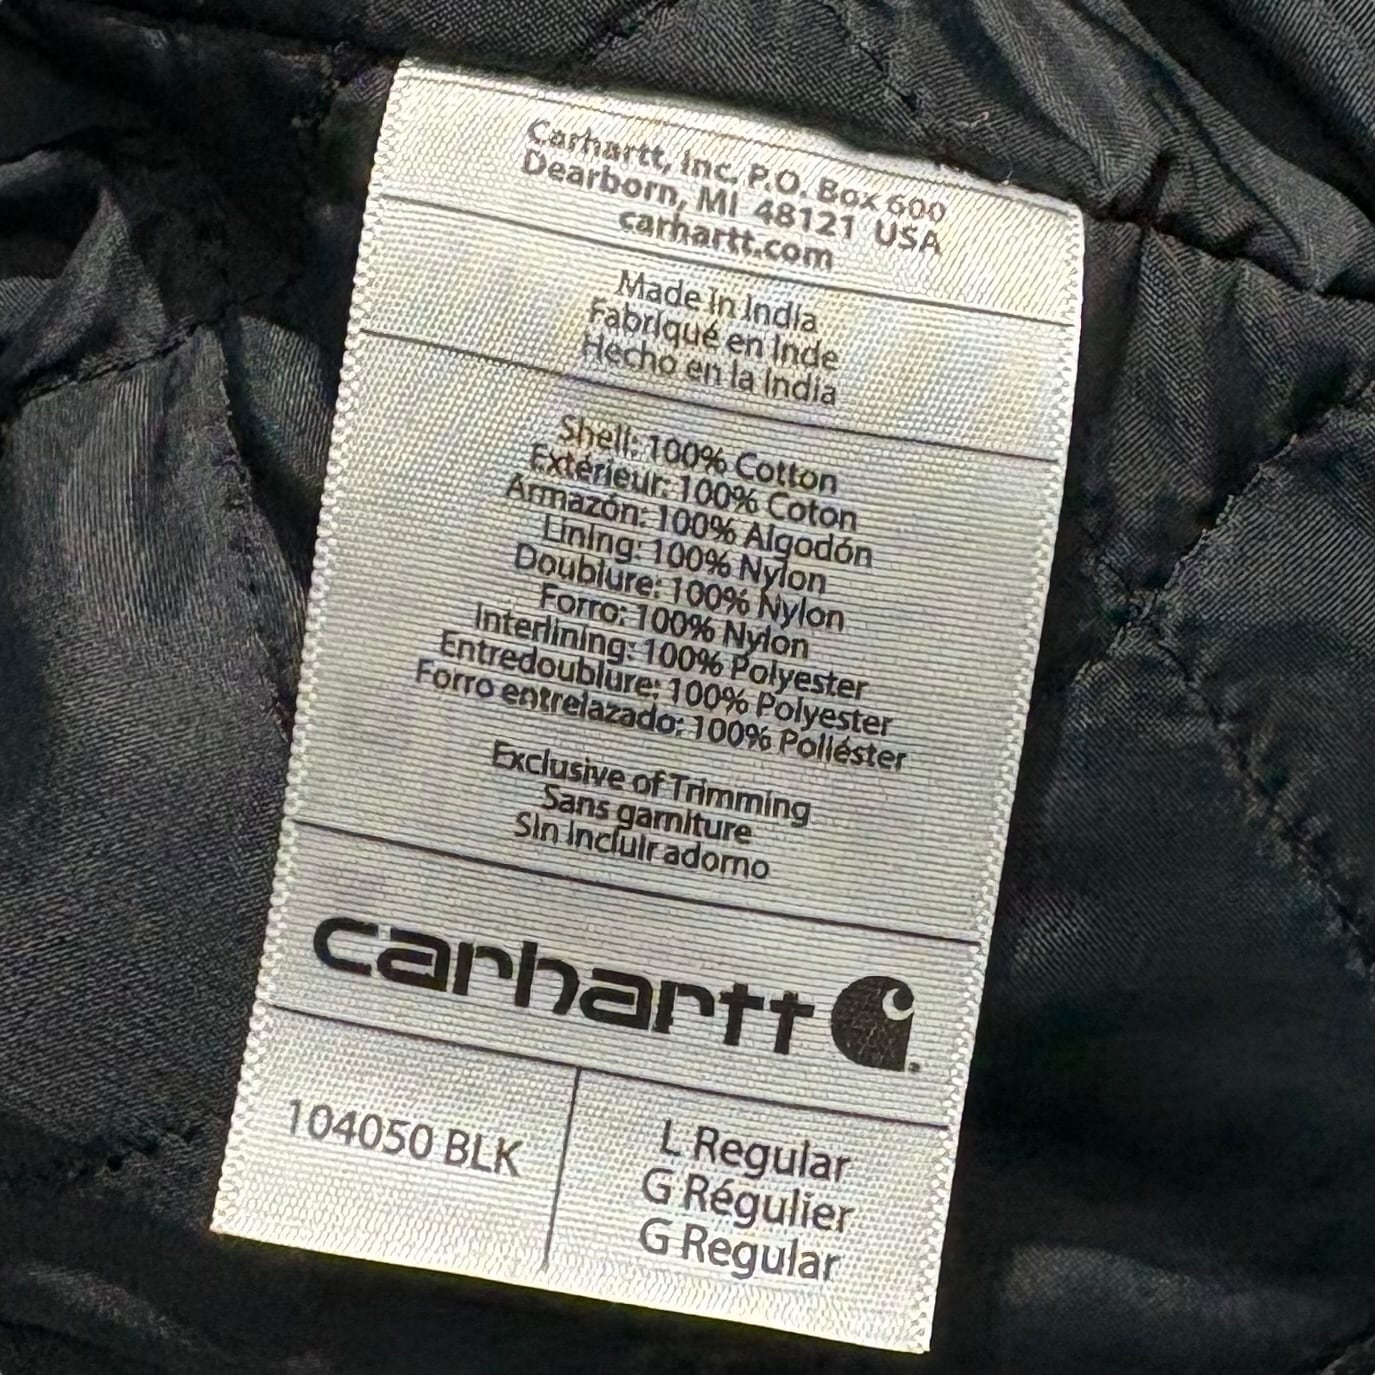 Carhartt, Inc. P.O. Box 600
Dearborn, MI 48121 USA
carhartt.com
Made in India
Fabriqué en Inde
Hecho en la India
Shell: 100% Cotton
Extérieur: 100% Coton
Armazón: 100% Algodón
Lining: 100% Nylon
Doublure: 100% Nylon
Forro: 100% Nylon
Interlining: 100% Polyester
Entredoublure: 100% Polyester
Forro entrelazado: 100% Poliéster
Exclusive of Trimming
Sans garniture
Sin incluir adorno
carhartt
104050 BLK
L Regular
G Régulier
G Regular